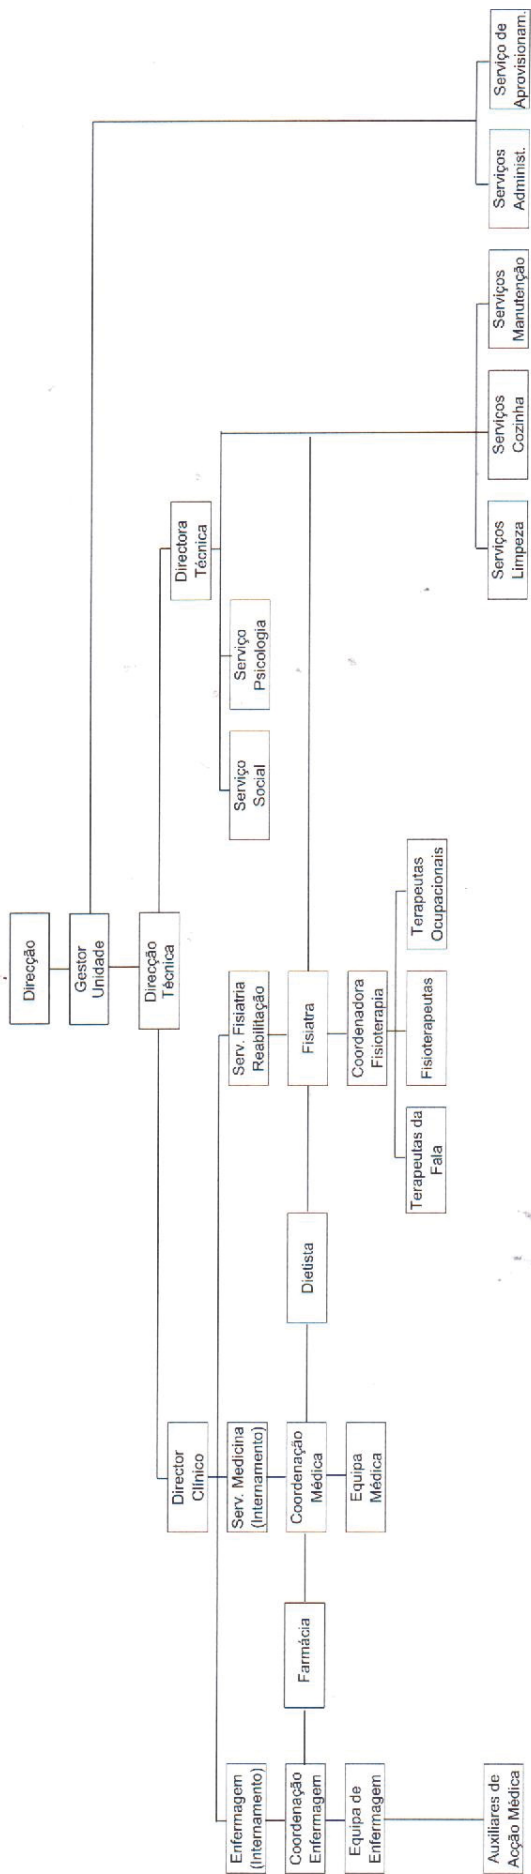 Direcção
Gestor
Unidade
Direcção
Técnica
Director
Clínico
Directora
Técnica
Enfermagem
(Internamento)
Serv. Medicina
(Internamento)
Serv. Fisiatria
Reabilitação
Serviço
Social
Serviço
Psicologia
Coordenação
Enfermagem
Farmácia
Coordenação
Médica
Dietista
Fisiatra
Equipa de
Enfermagem
Equipa
Médica
Coordenadora
Fisioterapia
Terapeutas da
Fala
Fisioterapeutas
Terapeutas
Ocupacionais
Auxiliares de
Acção Médica
Serviços
Limpeza
Serviços
Cozinha
Serviços
Manutenção
Serviços
Administ.
Serviço de
Aprovisionam.